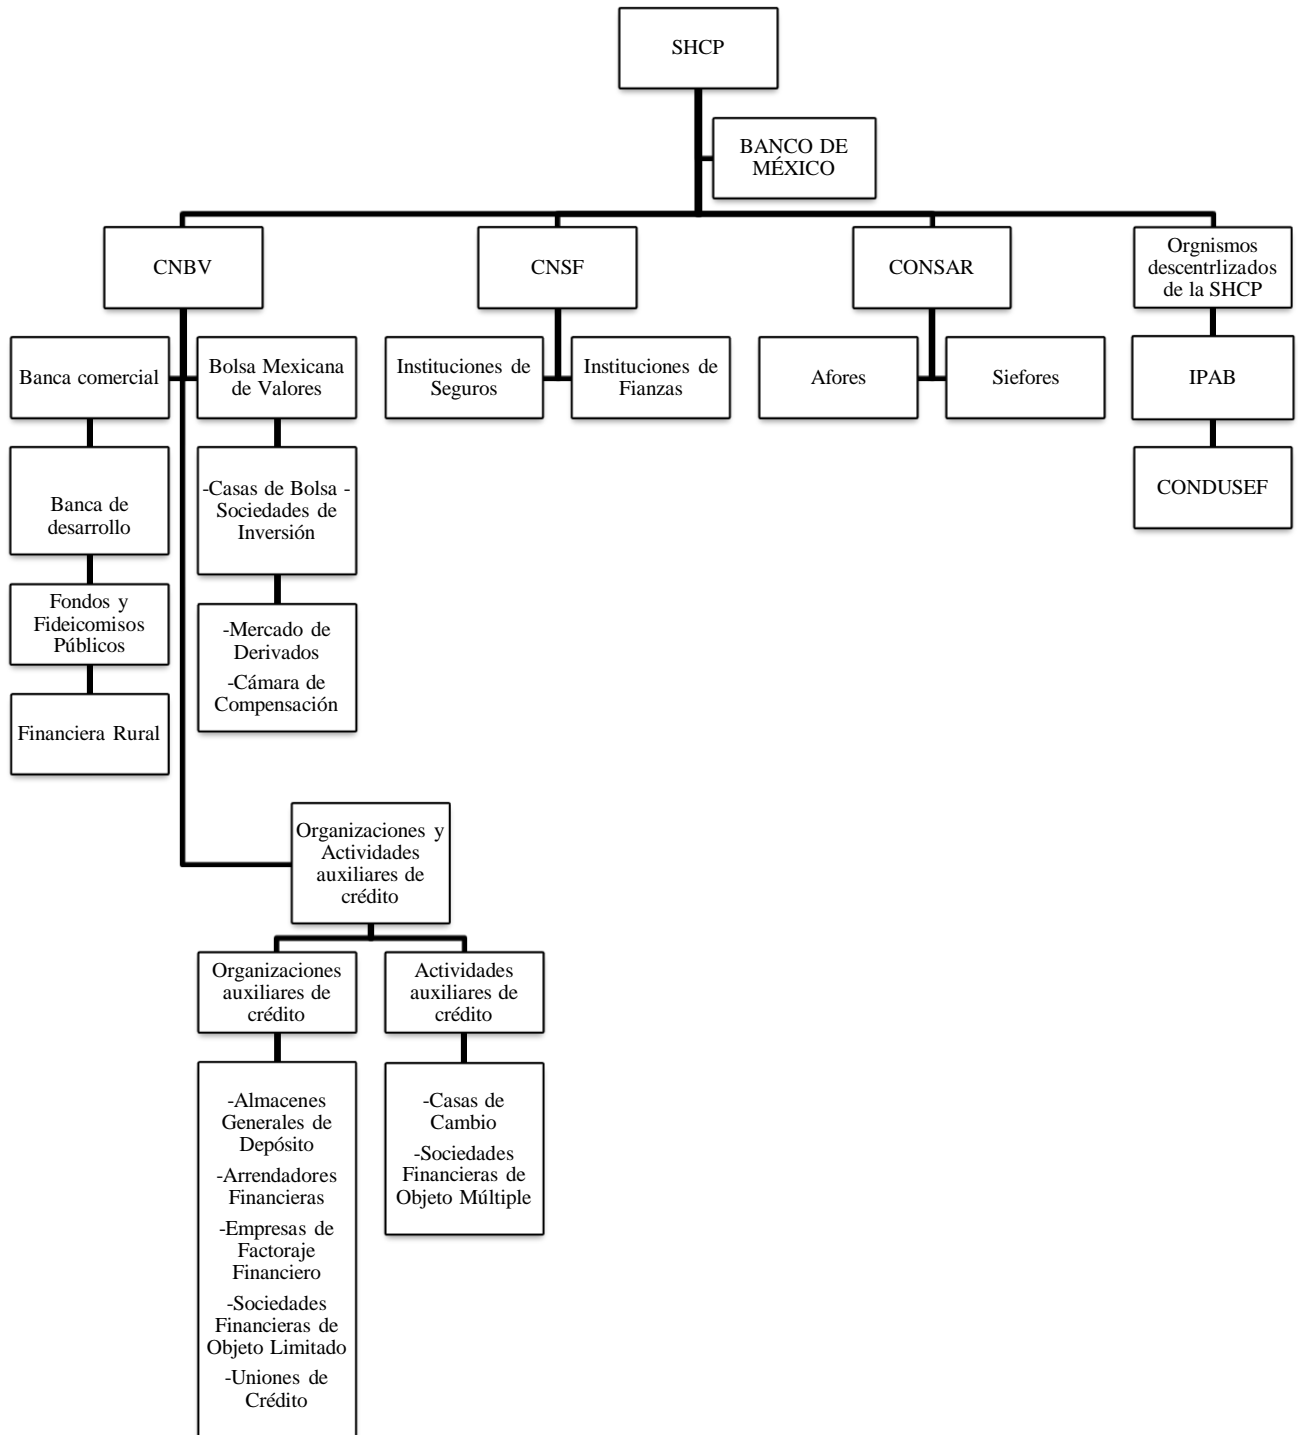 SHCP
BANCO DE
MÉXICO
CNBV
CNSF
CONSAR
Orgnismos
descentrlizados
de la SHCP
Banca comercial
Bolsa Mexicana
de Valores
Instituciones de
Seguros
Instituciones de
Fianzas
Afores
Siefores
IPAB
Banca de
desarrollo
-Casas de Bolsa -
Sociedades de
Inversión
CONDUSEF
Fondos y
Fideicomisos
Públicos
-Mercado de
Derivados
-Cámara de
Compensación
Financiera Rural
Organizaciones y
Actividades
auxiliares de
crédito
Organizaciones
auxiliares de
crédito
Actividades
auxiliares de
crédito
-Almacenes
Generales de
Depósito
-Arrendadores
Financieras
-Empresas de
Factoraje
Financiero
-Sociedades
Financieras de
Objeto Limitado
-Uniones de
Crédito
-Casas de
Cambio
-Sociedades
Financieras de
Objeto Múltiple